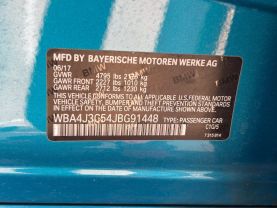 MFD BY BAYERISCHE MOTOREN WERKE AG
06/17
GVWR 4795 lbs kg
GAWR FRONT 2227 lbs 1010 kg
GAWR REAR 2712 lbs 1230 kg
THIS VEHICLE CONFORMS TO ALL APPLICABLE U.S. FEDERAL MOTOR VEHICLE SAFETY, BUMPER, AND THEFT PREVENTION STANDARDS IN EFFECT ON THE DATE OF MANUFACTURE SHOWN ABOVE.
WBA4J3C54JBG91448
TYPE: PASSENGER CAR